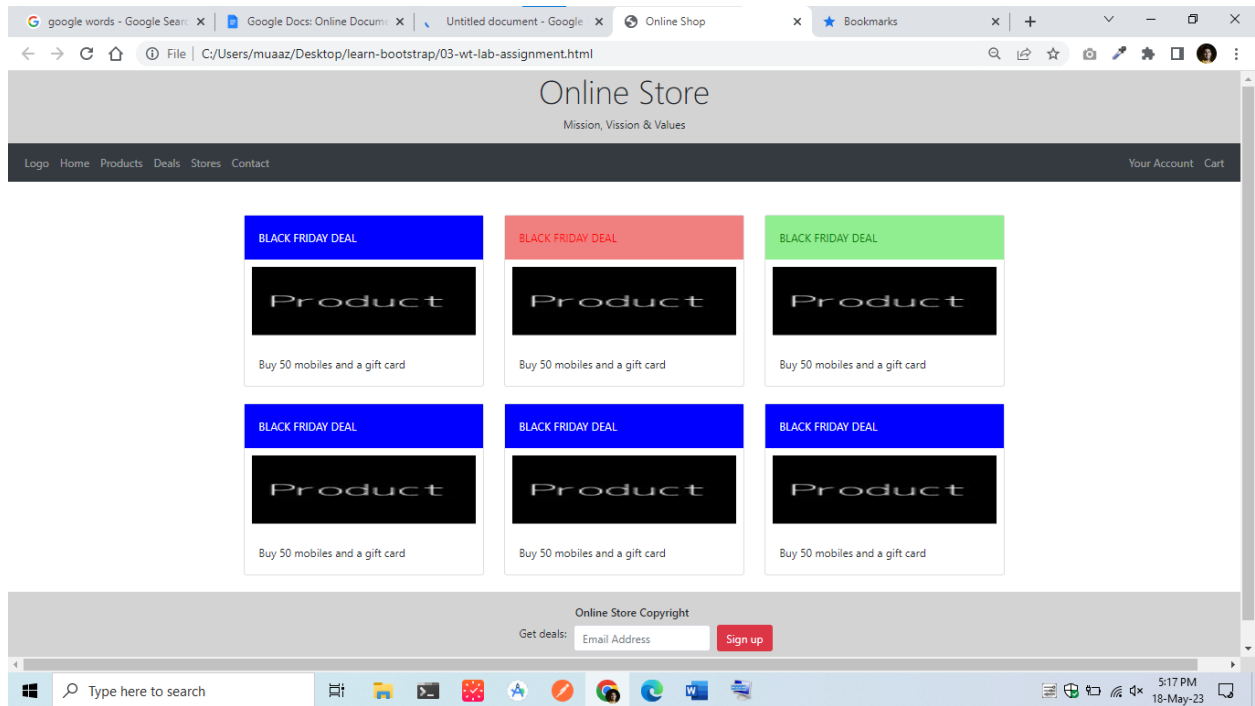 google words - Google Searc
Google Docs: Online Docume
Untitled document - Google
Online Shop
Bookmarks
File | C:/Users/muaaz/Desktop/learn-bootstrap/03-wt-lab-assignment.html
Online Store
Mission, Vission & Values
Logo Home Products Deals Stores Contact Your Account Cart
BLACK FRIDAY DEAL BLACK FRIDAY DEAL BLACK FRIDAY DEAL
Product Product Product
Buy 50 mobiles and a gift card Buy 50 mobiles and a gift card Buy 50 mobiles and a gift card
BLACK FRIDAY DEAL BLACK FRIDAY DEAL BLACK FRIDAY DEAL
Product Product Product
Buy 50 mobiles and a gift card Buy 50 mobiles and a gift card Buy 50 mobiles and a gift card
Online Store Copyright
Get deals: Email Address Sign up
Type here to search
5:17 PM
18-May-23